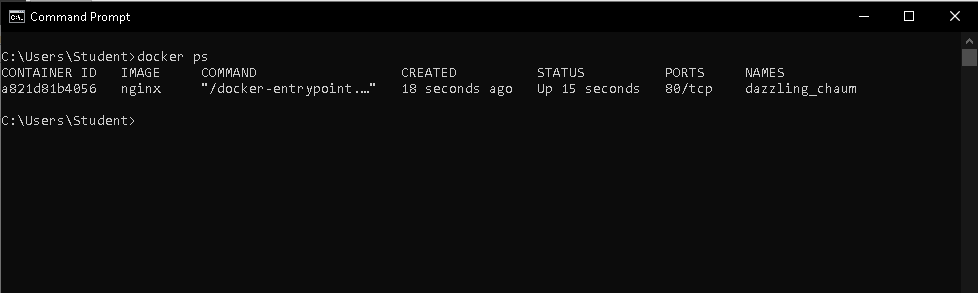 Command Prompt
C:\Users\Student>docker ps
CONTAINER ID   IMAGE     COMMAND                  CREATED          STATUS          PORTS     NAMES
a821d81b4056   nginx     "/docker-entrypoint.…"   18 seconds ago   Up 15 seconds   80/tcp    dazzling_chaum
C:\Users\Student>